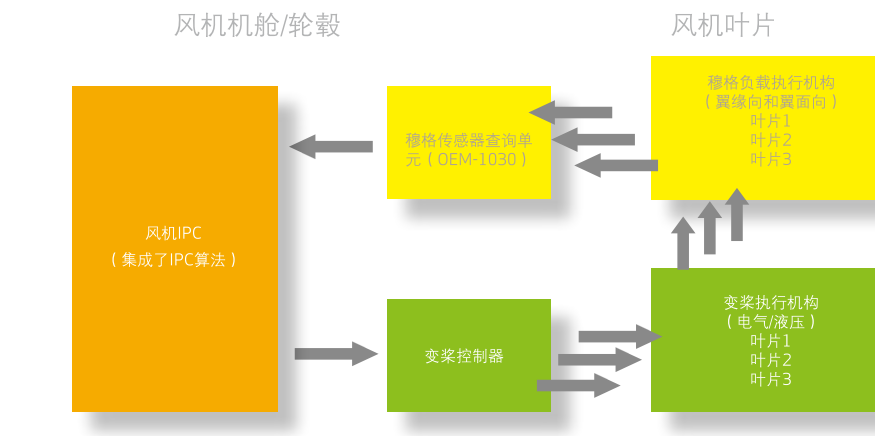 风机机舱/轮毂
风机叶片
风机IPC
（集成了IPC算法）
穆格传感器查询单
元（OEM-1030）
变桨控制器
穆格负载执行机构
（翼缘向和翼面向）
叶片1
叶片2
叶片3
变桨执行机构
（电气/液压）
叶片1
叶片2
叶片3